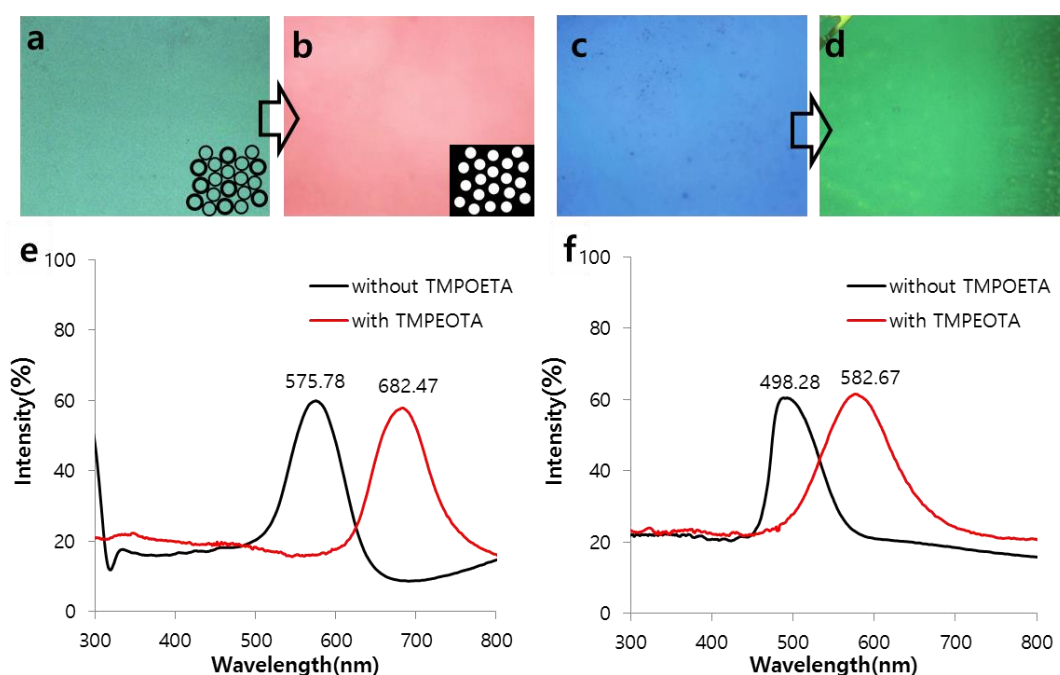 a
b
c
d
e
100
80
60
40
20
0
Intensity(%)
without TMPOETA
with TMPEOTA
575.78
682.47
300
400
500
600
700
800
Wavelength(nm)
f
100
80
60
40
20
0
Intensity(%)
without TMPOETA
with TMPEOTA
498.28
582.67
300
400
500
600
700
800
Wavelength(nm)